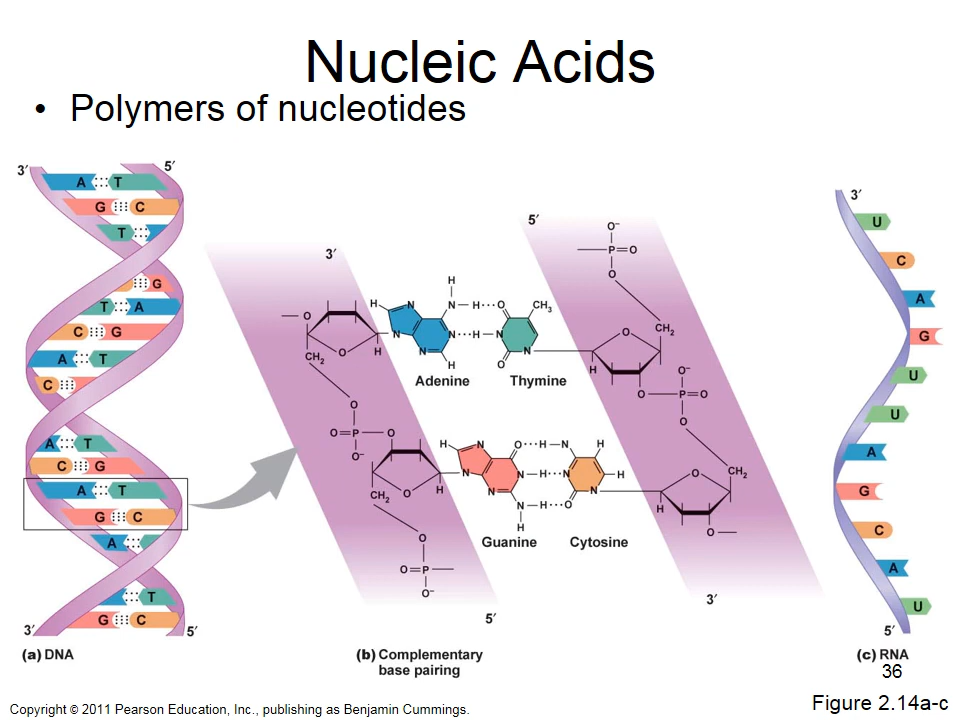 Nucleic Acids
• Polymers of nucleotides
3′ 5′
A T
G C
T
G
T A
C G
A T
C
A T
C G
A T
G C
A
T
G C
3′ 5′
(a) DNA
3′
5′
O
O
H
CH2
O
O=P—O
O−
O
CH2
H
O
O=P
O−
5′
H
H N
N H O CH3
N H N
N N
H O
Adenine Thymine
H N O H N H
N H N H
N N N
N H O
H
Guanine Cytosine
O−
P=O
O
CH2
O
H
O−
O P=O
O
CH2
O
H
O
3′
(b) Complementary
base pairing
3′
U
C
A
G
U
U
A
G
C
A
U
5′
(c) RNA
36
Figure 2.14a-c
Copyright © 2011 Pearson Education, Inc., publishing as Benjamin Cummings.